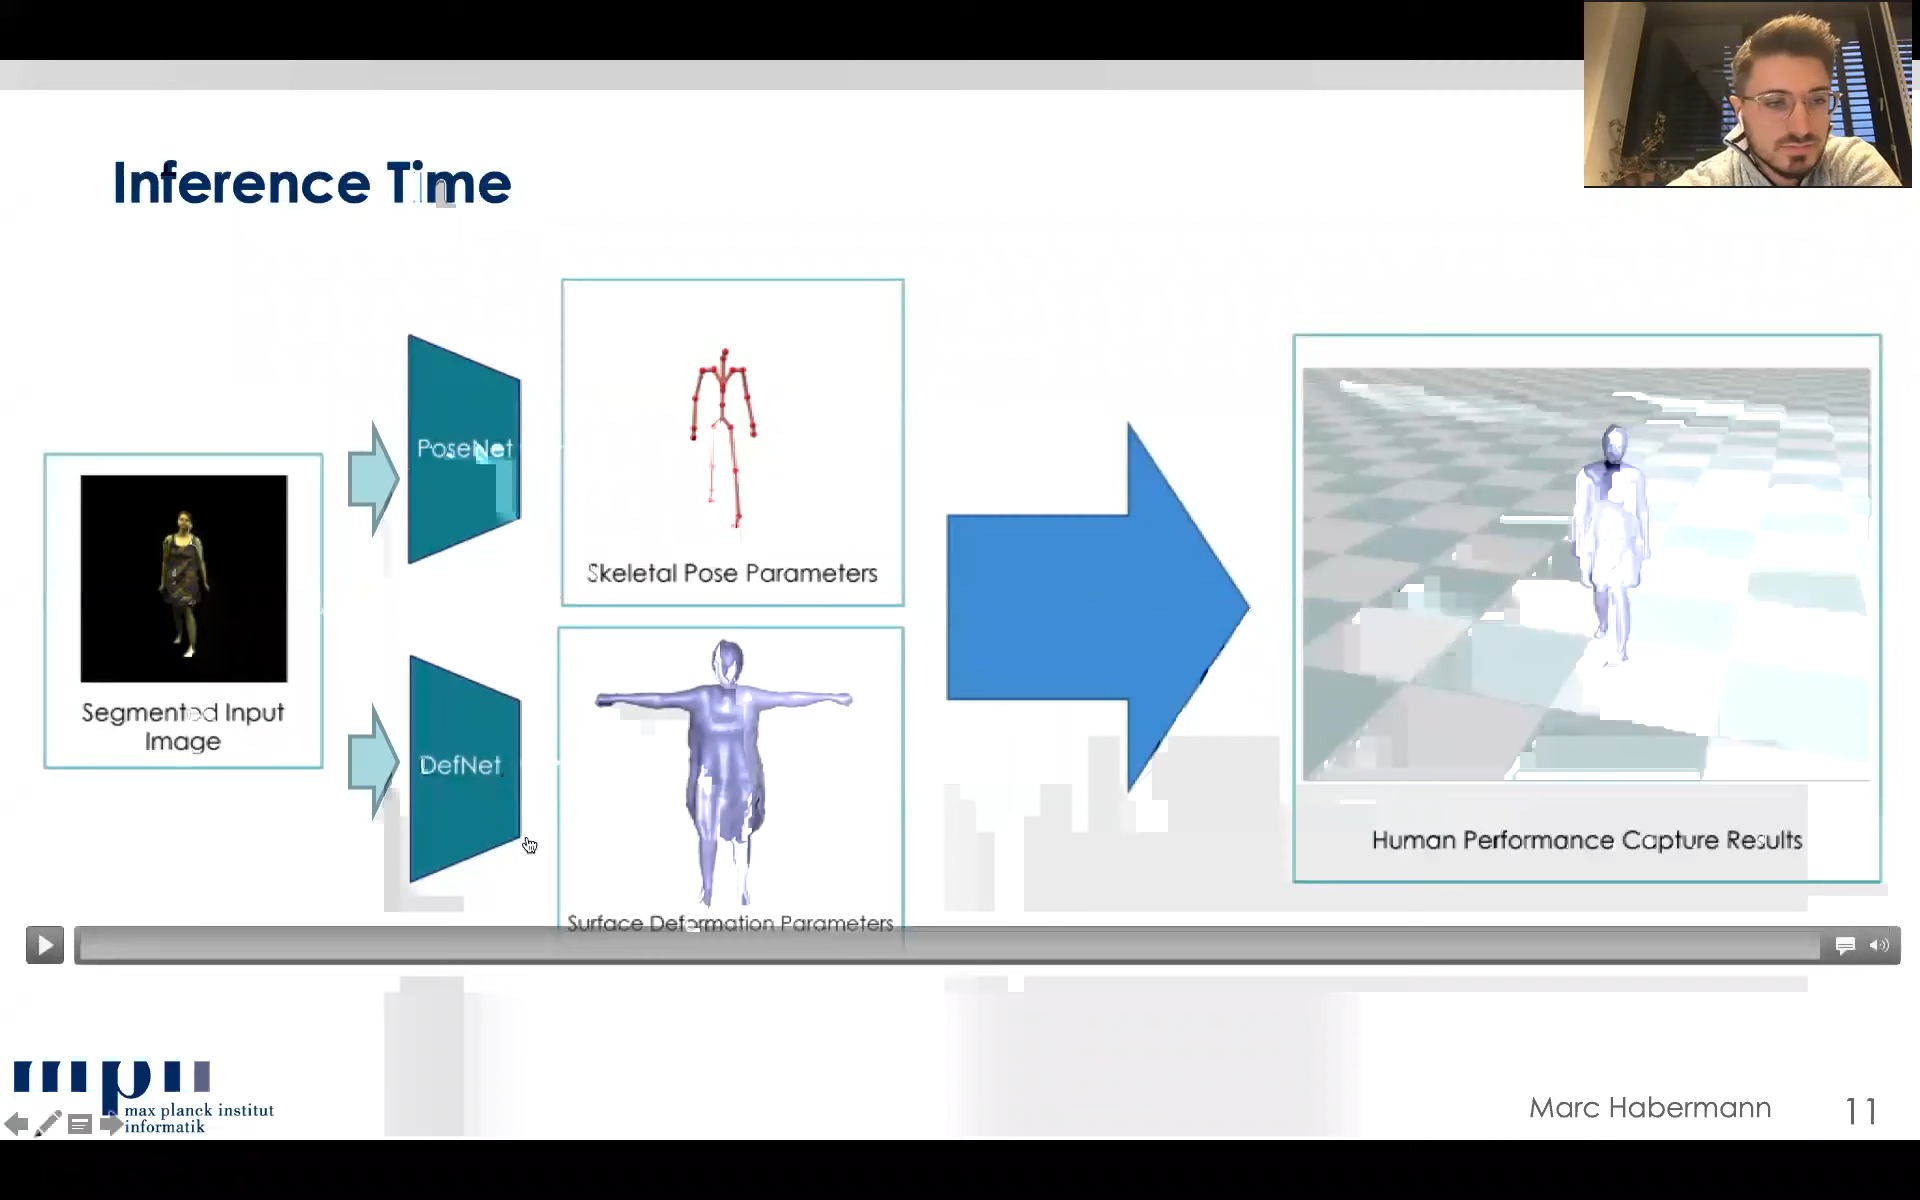 Inference Time
PoseNet
Skeletal Pose Parameters
Segmented Input
Image
DefNet
Surface Deformation Parameters
Human Performance Capture Results
max planck institut
informatik
Marc Habermann
11